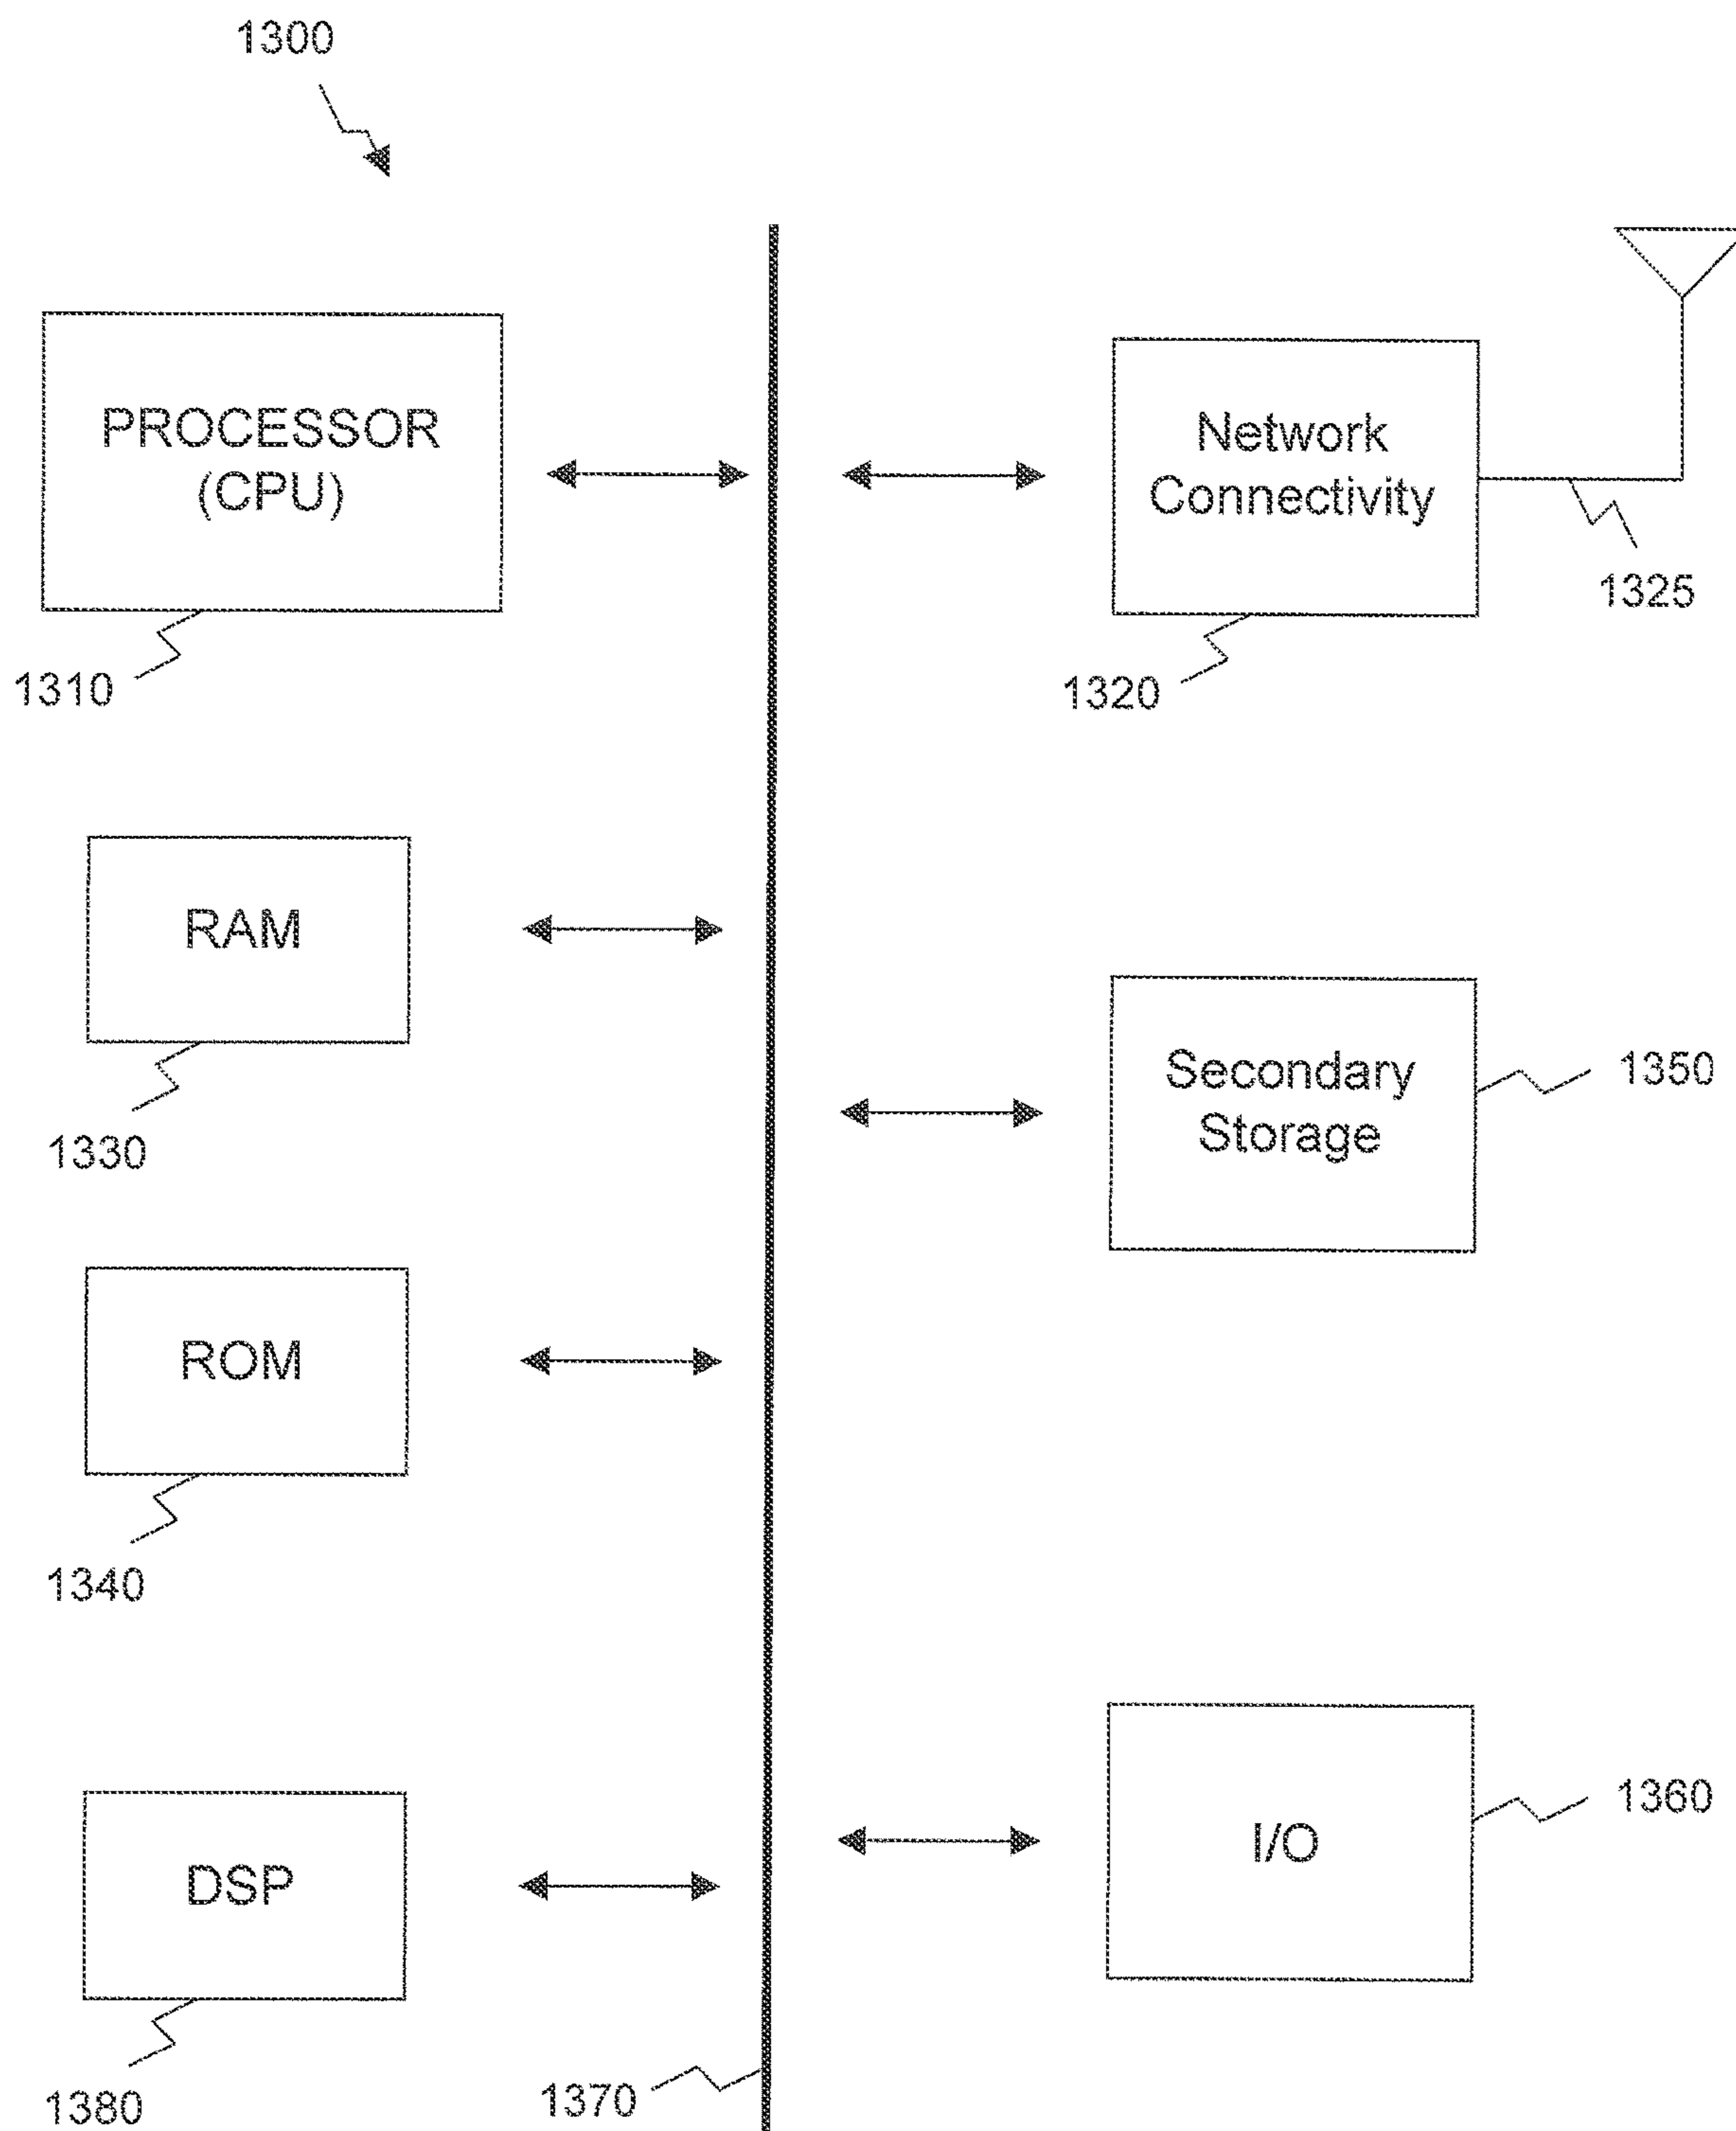 1300
PROCESSOR
(CPU)
1310
Network
Connectivity
1325
1320
RAM
1330
Secondary
Storage
1350
ROM
1340
I/O
1360
DSP
1380
1370